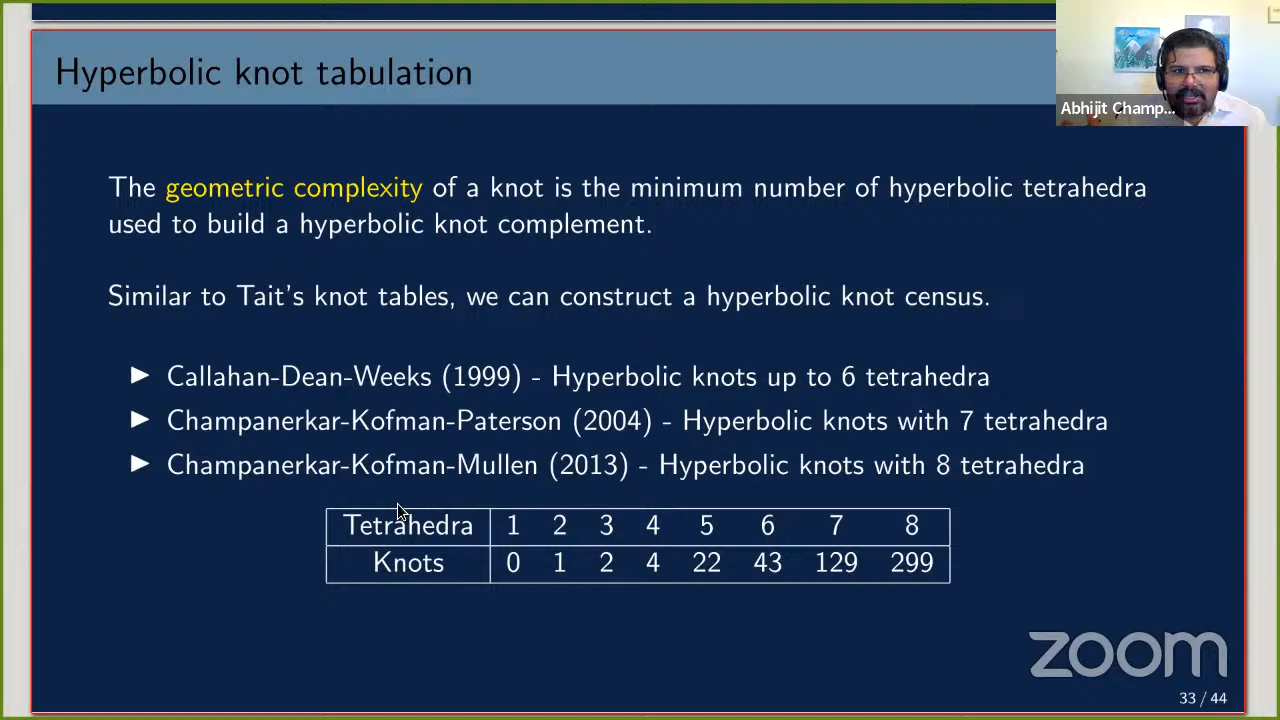 Hyperbolic knot tabulation
Abhijit Champ...
The geometric complexity of a knot is the minimum number of hyperbolic tetrahedra
used to build a hyperbolic knot complement.
Similar to Tait's knot tables, we can construct a hyperbolic knot census.
▶ Callahan-Dean-Weeks (1999) - Hyperbolic knots up to 6 tetrahedra
▶ Champanerkar-Kofman-Paterson (2004) - Hyperbolic knots with 7 tetrahedra
▶ Champanerkar-Kofman-Mullen (2013) - Hyperbolic knots with 8 tetrahedra
Tetrahedra 1 2 3 4 5 6 7 8
Knots 0 1 2 4 22 43 129 299
zoom
33 / 44